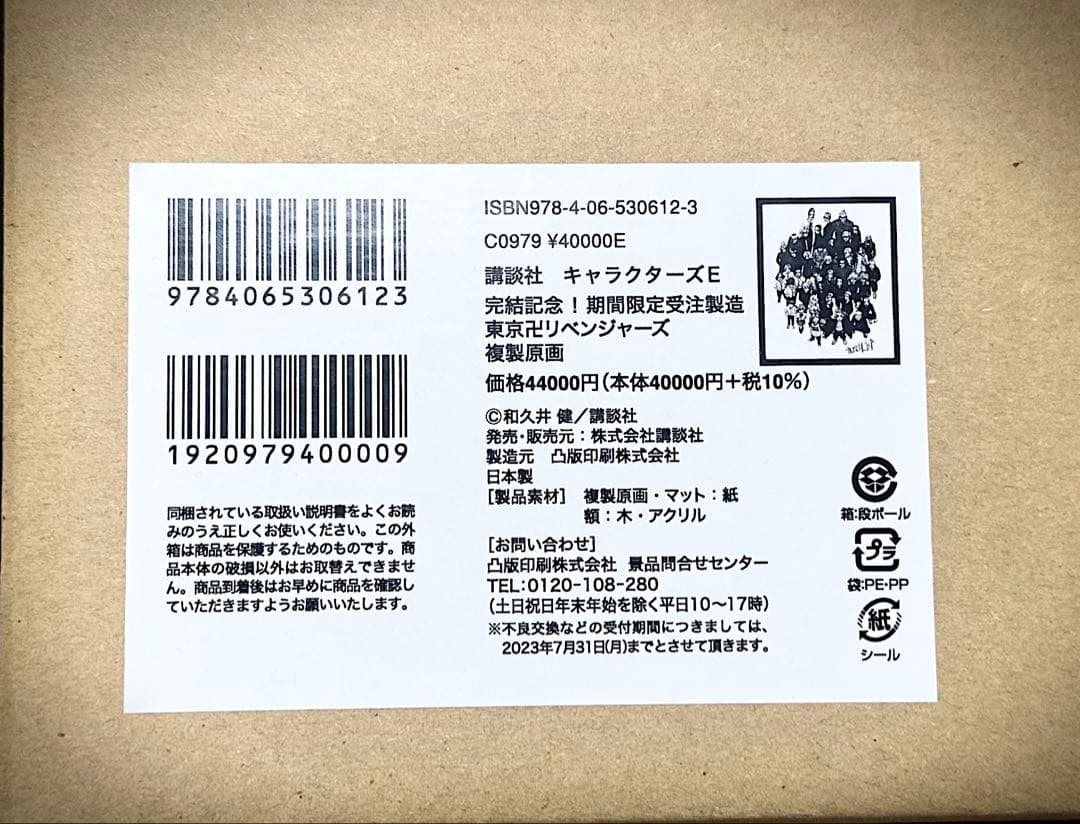 9784065306123
1920979400009
同梱されている取扱い説明書をよくお読
みのうえ正しくお使いください。この外
箱は商品を保護するためのものです。商
品本体の破損以外はお取替えできませ
ん。商品到着後はお早めに商品を確認し
ていただきますようお願いいたします。
ISBN978-4-06-530612-3
C0979 ¥40000E
講談社 キャラクターズE
完結記念！期間限定受注製造
東京卍リベンジャーズ
複製原画
価格44000円(本体40000円＋税10%)
©和久井 健／講談社
発売・販売元：株式会社講談社
製造元 凸版印刷株式会社
日本製
［製品素材］ 複製原画・マット：紙
額：木・アクリル
［お問い合わせ］
凸版印刷株式会社 景品問合せセンター
TEL:0120-108-280
(土日祝日年末年始を除く平日10〜17時)
※不良交換などの受付期間につきましては、
2023年7月31日(月)までとさせて頂きます。
箱:段ボール
プラ
袋:PE・PP
紙
シール